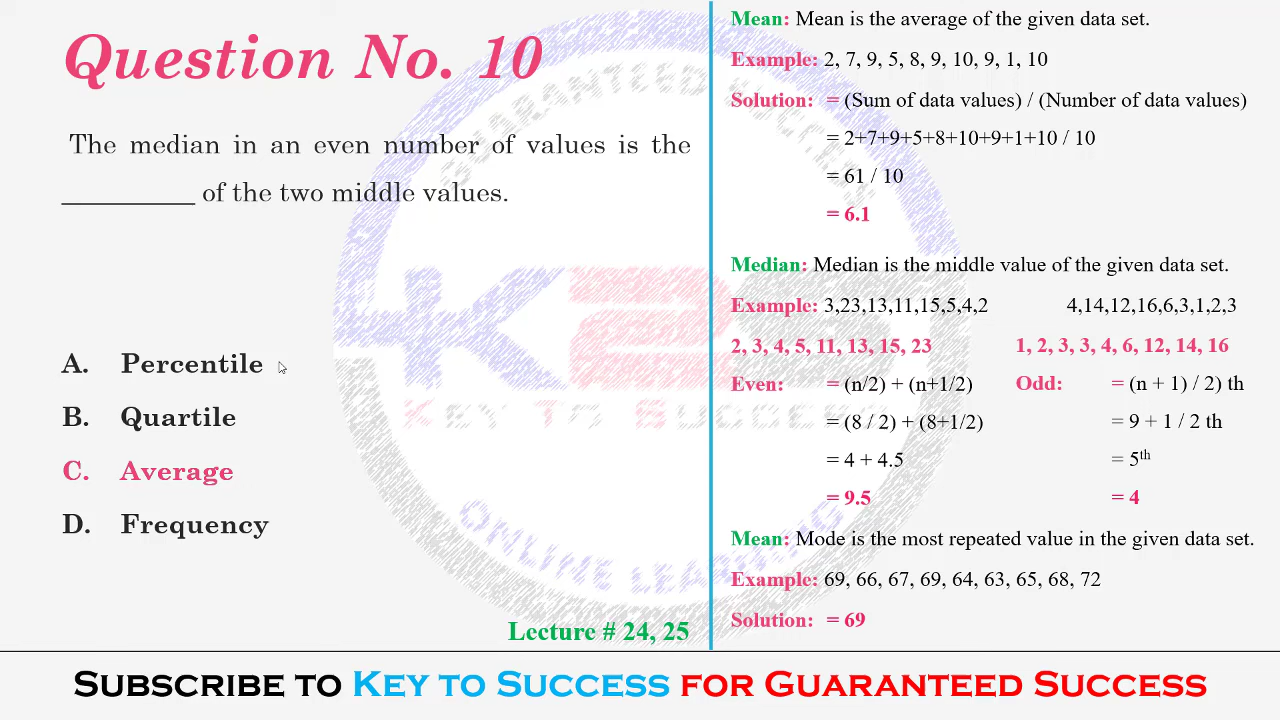 Question No. 10
The median in an even number of values is the
__________ of the two middle values.
A. Percentile
B. Quartile
C. Average
D. Frequency
Lecture # 24, 25
Mean: Mean is the average of the given data set.
Example: 2, 7, 9, 5, 8, 9, 10, 9, 1, 10
Solution: = (Sum of data values) / (Number of data values)
= 2+7+9+5+8+10+9+1+10 / 10
= 61 / 10
= 6.1
Median: Median is the middle value of the given data set.
Example: 3,23,13,11,15,5,4,2 4,14,12,16,6,3,1,2,3
2, 3, 4, 5, 11, 13, 15, 23 1, 2, 3, 3, 4, 6, 12, 14, 16
Even: = (n/2) + (n+1/2) Odd: = (n + 1) / 2) th
= (8 / 2) + (8+1/2) = 9 + 1 / 2 th
= 4 + 4.5 = 5th
= 9.5 = 4
Mean: Mode is the most repeated value in the given data set.
Example: 69, 66, 67, 69, 64, 63, 65, 68, 72
Solution: = 69
GUARANTEED SUCCESS
K2S
KEY TO SUCCESS
ONLINE LEARNING
SUBSCRIBE TO KEY TO SUCCESS FOR GUARANTEED SUCCESS